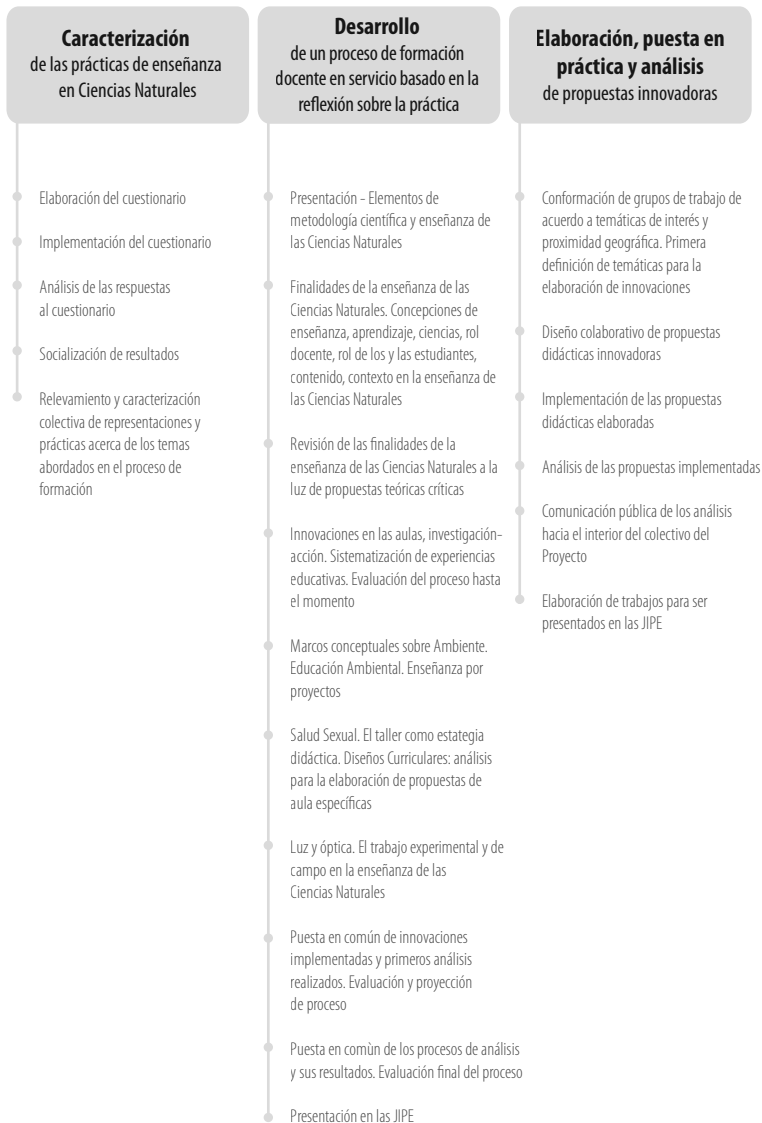 Caracterización
de las prácticas de enseñanza
en Ciencias Naturales
Elaboración del cuestionario
Implementación del cuestionario
Análisis de las respuestas
al cuestionario
Socialización de resultados
Relevamiento y caracterización
colectiva de representaciones y
prácticas acerca de los temas
abordados en el proceso de
formación
Desarrollo
de un proceso de formación
docente en servicio basado en la
reflexión sobre la práctica
Presentación - Elementos de
metodología científica y enseñanza de
las Ciencias Naturales
Finalidades de la enseñanza de las
Ciencias Naturales. Concepciones de
enseñanza, aprendizaje, ciencias, rol
docente, rol de los y las estudiantes,
contenido, contexto en la enseñanza de
las Ciencias Naturales
Revisión de las finalidades de la
enseñanza de las Ciencias Naturales a la
luz de propuestas teóricas críticas
Innovaciones en las aulas, investigación-
acción. Sistematización de experiencias
educativas. Evaluación del proceso hasta
el momento
Marcos conceptuales sobre Ambiente.
Educación Ambiental. Enseñanza por
proyectos
Salud Sexual. El taller como estategia
didáctica. Diseños Curriculares: análisis
para la elaboración de propuestas de
aula específicas
Luz y óptica. El trabajo experimental y de
campo en la enseñanza de las
Ciencias Naturales
Puesta en común de innovaciones
implementadas y primeros análisis
realizados. Evaluación y proyección
de proceso
Puesta en comùn de los procesos de análisis
y sus resultados. Evaluación final del proceso
Presentación en las JIPE
Elaboración, puesta en
práctica y análisis
de propuestas innovadoras
Conformación de grupos de trabajo de
acuerdo a temáticas de interés y
proximidad geográfica. Primera
definición de temáticas para la
elaboración de innovaciones
Diseño colaborativo de propuestas
didácticas innovadoras
Implementación de las propuestas
didácticas elaboradas
Análisis de las propuestas implementadas
Comunicación pública de los análisis
hacia el interior del colectivo del
Proyecto
Elaboración de trabajos para ser
presentados en las JIPE